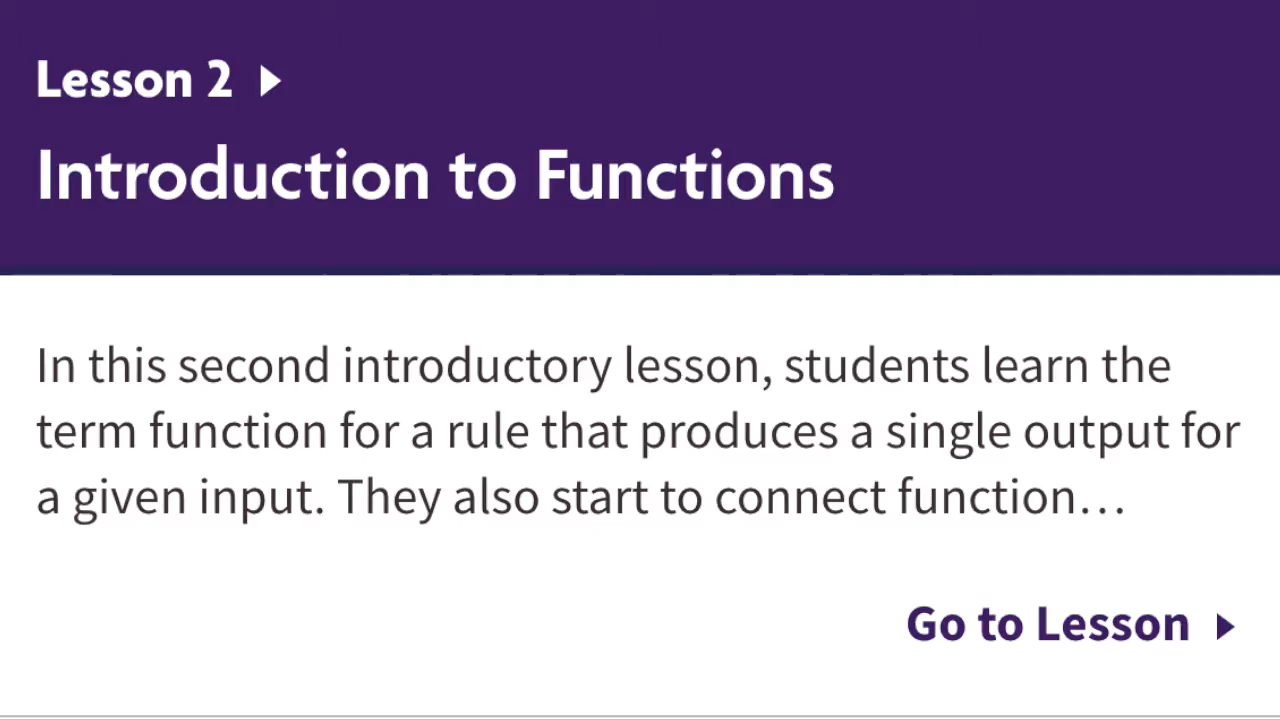 Lesson 2
Introduction to Functions
In this second introductory lesson, students learn the
term function for a rule that produces a single output for
a given input. They also start to connect function…
Go to Lesson